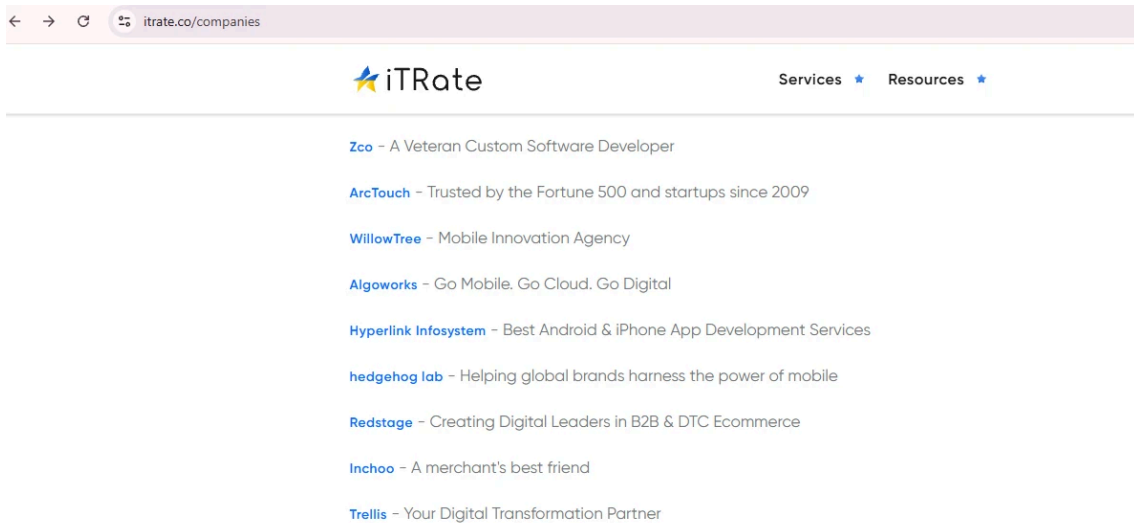 itrate.co/companies
iTRate
Services Resources
Zco - A Veteran Custom Software Developer
ArcTouch - Trusted by the Fortune 500 and startups since 2009
WillowTree - Mobile Innovation Agency
Algoworks - Go Mobile. Go Cloud. Go Digital
Hyperlink Infosystem - Best Android & iPhone App Development Services
hedgehog lab - Helping global brands harness the power of mobile
Redstage - Creating Digital Leaders in B2B & DTC Ecommerce
Inchoo - A merchant's best friend
Trellis - Your Digital Transformation Partner